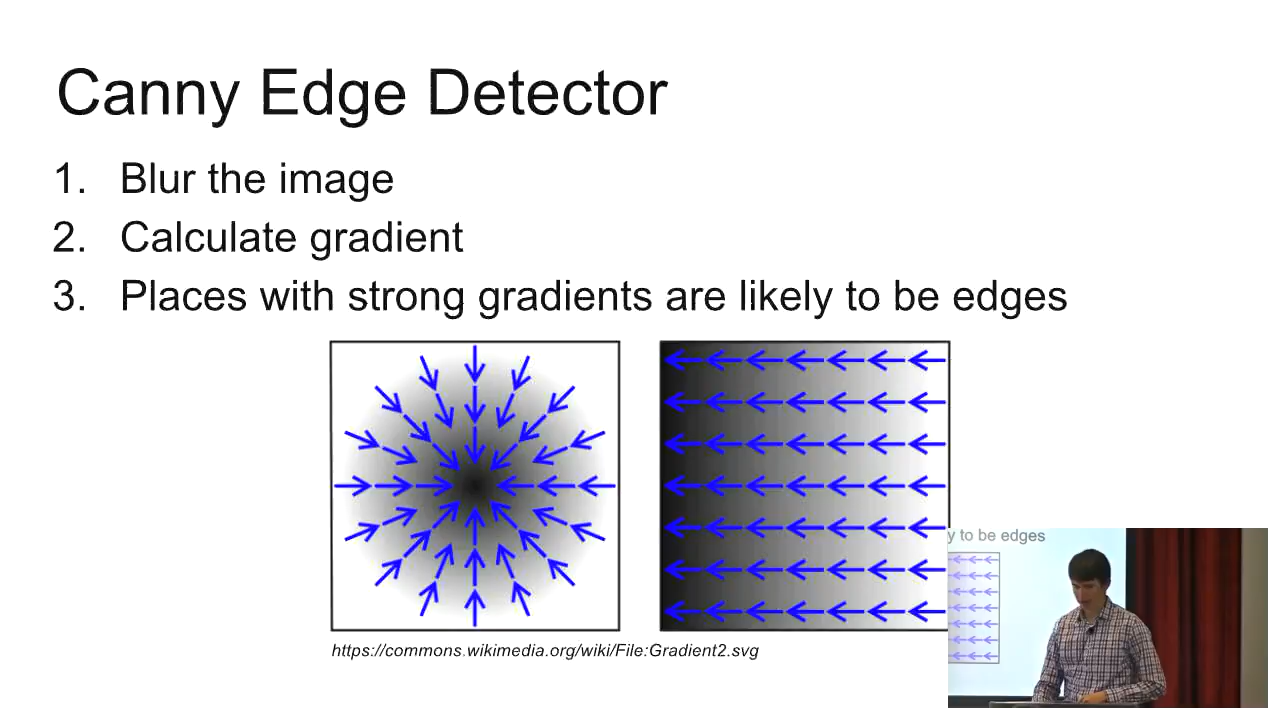 Canny Edge Detector
1. Blur the image
2. Calculate gradient
3. Places with strong gradients are likely to be edges
https://commons.wikimedia.org/wiki/File:Gradient2.svg
y to be edges